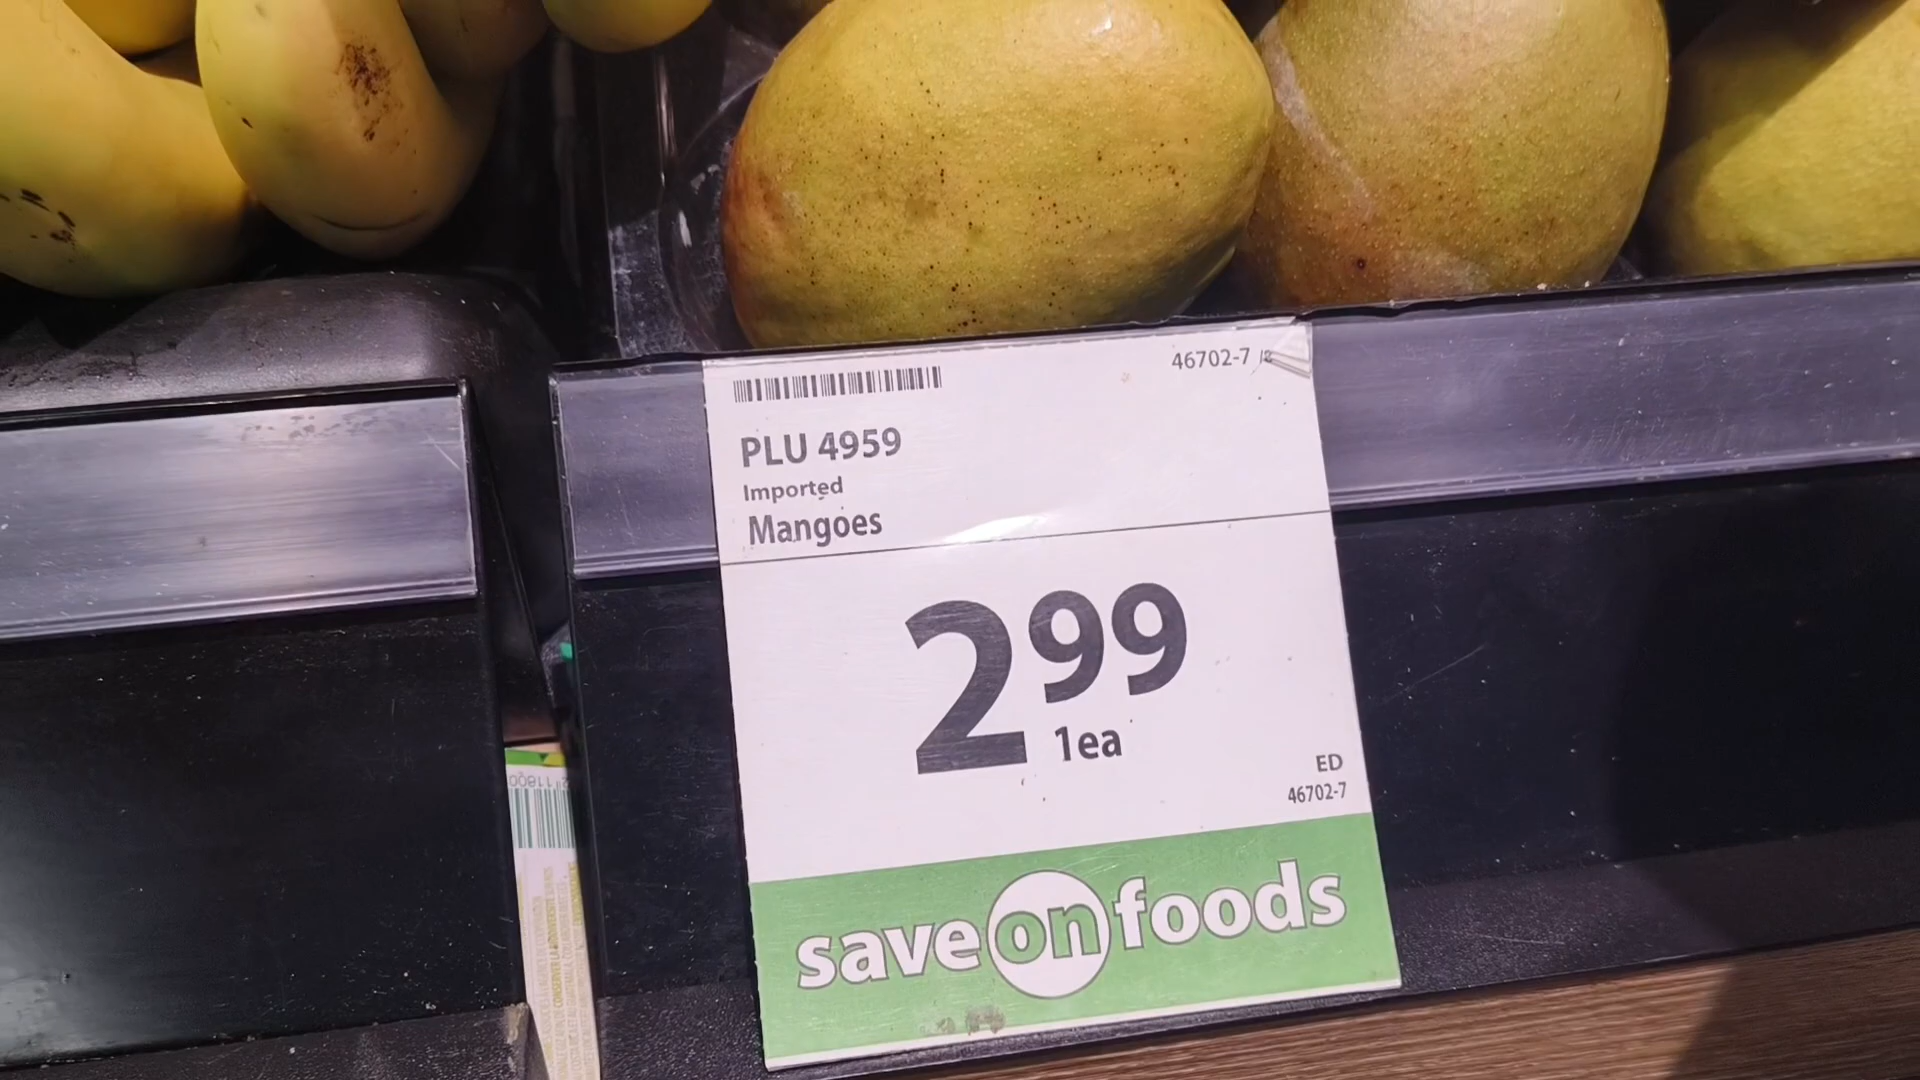 46702-7
PLU 4959
Imported
Mangoes
2 99
1ea
ED
46702-7
save on foods